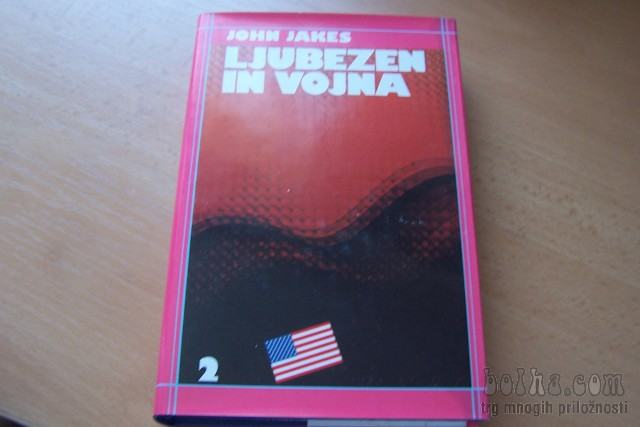 JOHN JAKES
LJUBEZEN
IN VOJNA
2
bolha.com
trg mnogih priložnosti